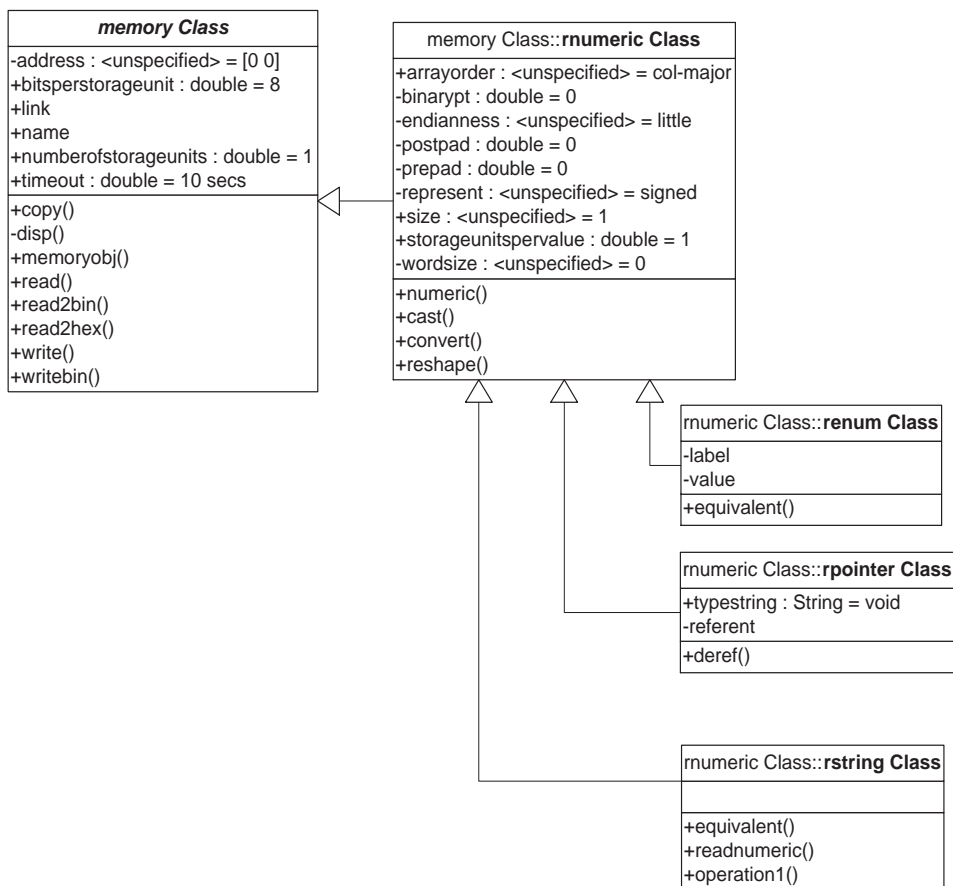 memory Class
-address : <unspecified> = [0 0]
+bitsperstorageunit : double = 8
+link
+name
+numberofstorageunits : double = 1
+timeout : double = 10 secs
+copy()
-disp()
+memoryobj()
+read()
+read2bin()
+read2hex()
+write()
+writebin()
memory Class::rnumeric Class
+arrayorder : <unspecified> = col-major
-binarypt : double = 0
-endianness : <unspecified> = little
-postpad : double = 0
-prepad : double = 0
-represent : <unspecified> = signed
+size : <unspecified> = 1
+storageunitspervalue : double = 1
-wordsize : <unspecified> = 0
+numeric()
+cast()
+convert()
+reshape()
rnumeric Class::renum Class
-label
-value
+equivalent()
rnumeric Class::rpointer Class
+typestring : String = void
-referent
+deref()
rnumeric Class::rstring Class
+equivalent()
+readnumeric()
+operation1()